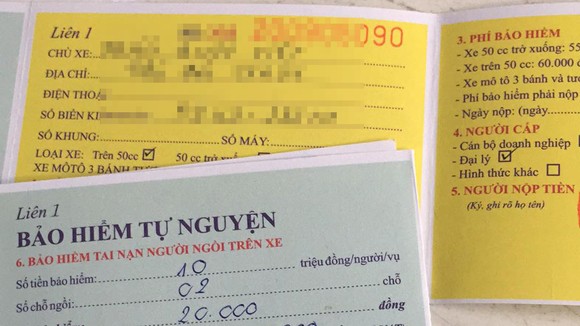 Liên 1
090
CHỦ XE:
ĐỊA CHỈ:
ĐIỆN THOẠ
SỐ BIÊN KI
SỐ KHUNG: SỐ MÁY:
LOẠI XE: Trên 50cc ☑ 50 cc trở xuố
XE MÔTÔ 3 BÁNH TƯ
3. PHÍ BẢO HIỂM
- Xe 50 cc trở xuống: 55
- Xe trên 50 cc: 60.000 đ
- Xe mô tô 3 bánh và tư
- Phí bảo hiểm phải nộp
- Ngày nộp: (ngày
4. NGƯỜI CẤP
- Cán bộ doanh nghiệp
- Đại lý ☑
- Hình thức khác ☐
5. NGƯỜI NỘP TIỀN
(Ký, ghi rõ họ tên)
Liên 1
BẢO HIỂM TỰ NGUYỆN
6. BẢO HIỂM TAI NẠN NGƯỜI NGỒI TRÊN XE
Số tiền bảo hiểm: 10 triệu đồng/người/vụ
Số chỗ ngồi: 02 chỗ
20.000 đồng